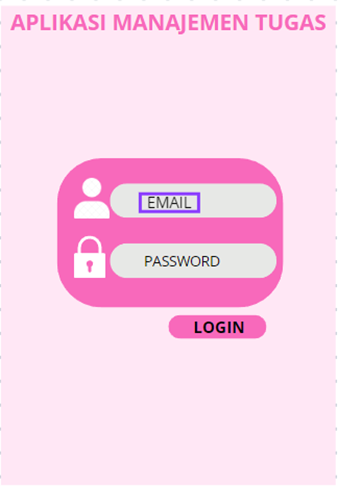 APLIKASI MANAJEMEN TUGAS
EMAIL
PASSWORD
LOGIN